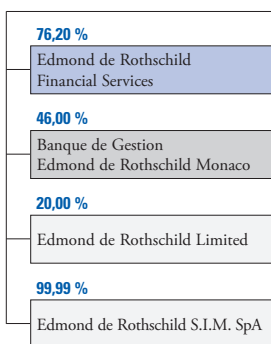 76,20 %
Edmond de Rothschild
Financial Services
46,00 %
Banque de Gestion
Edmond de Rothschild Monaco
20,00 %
Edmond de Rothschild Limited
99,99 %
Edmond de Rothschild S.I.M. SpA